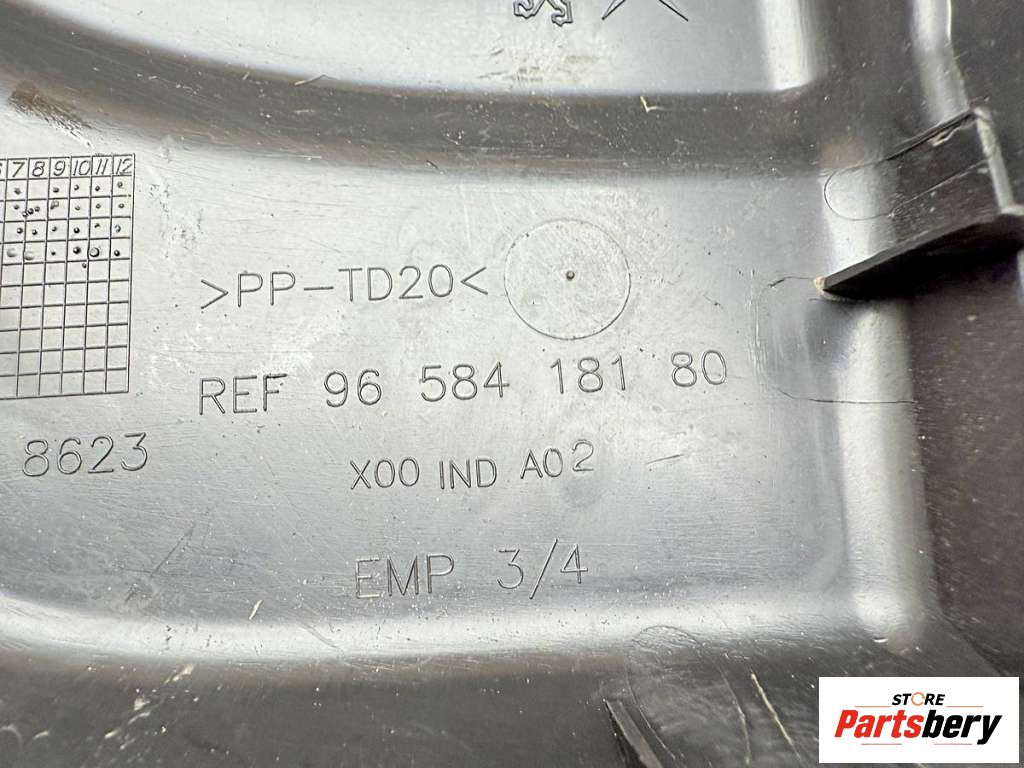 7 8 9 10 11 12
>PP-TD20<
REF 96 584 181 80
8623
X00 IND A02
EMP 3/4
STORE
Partsbery